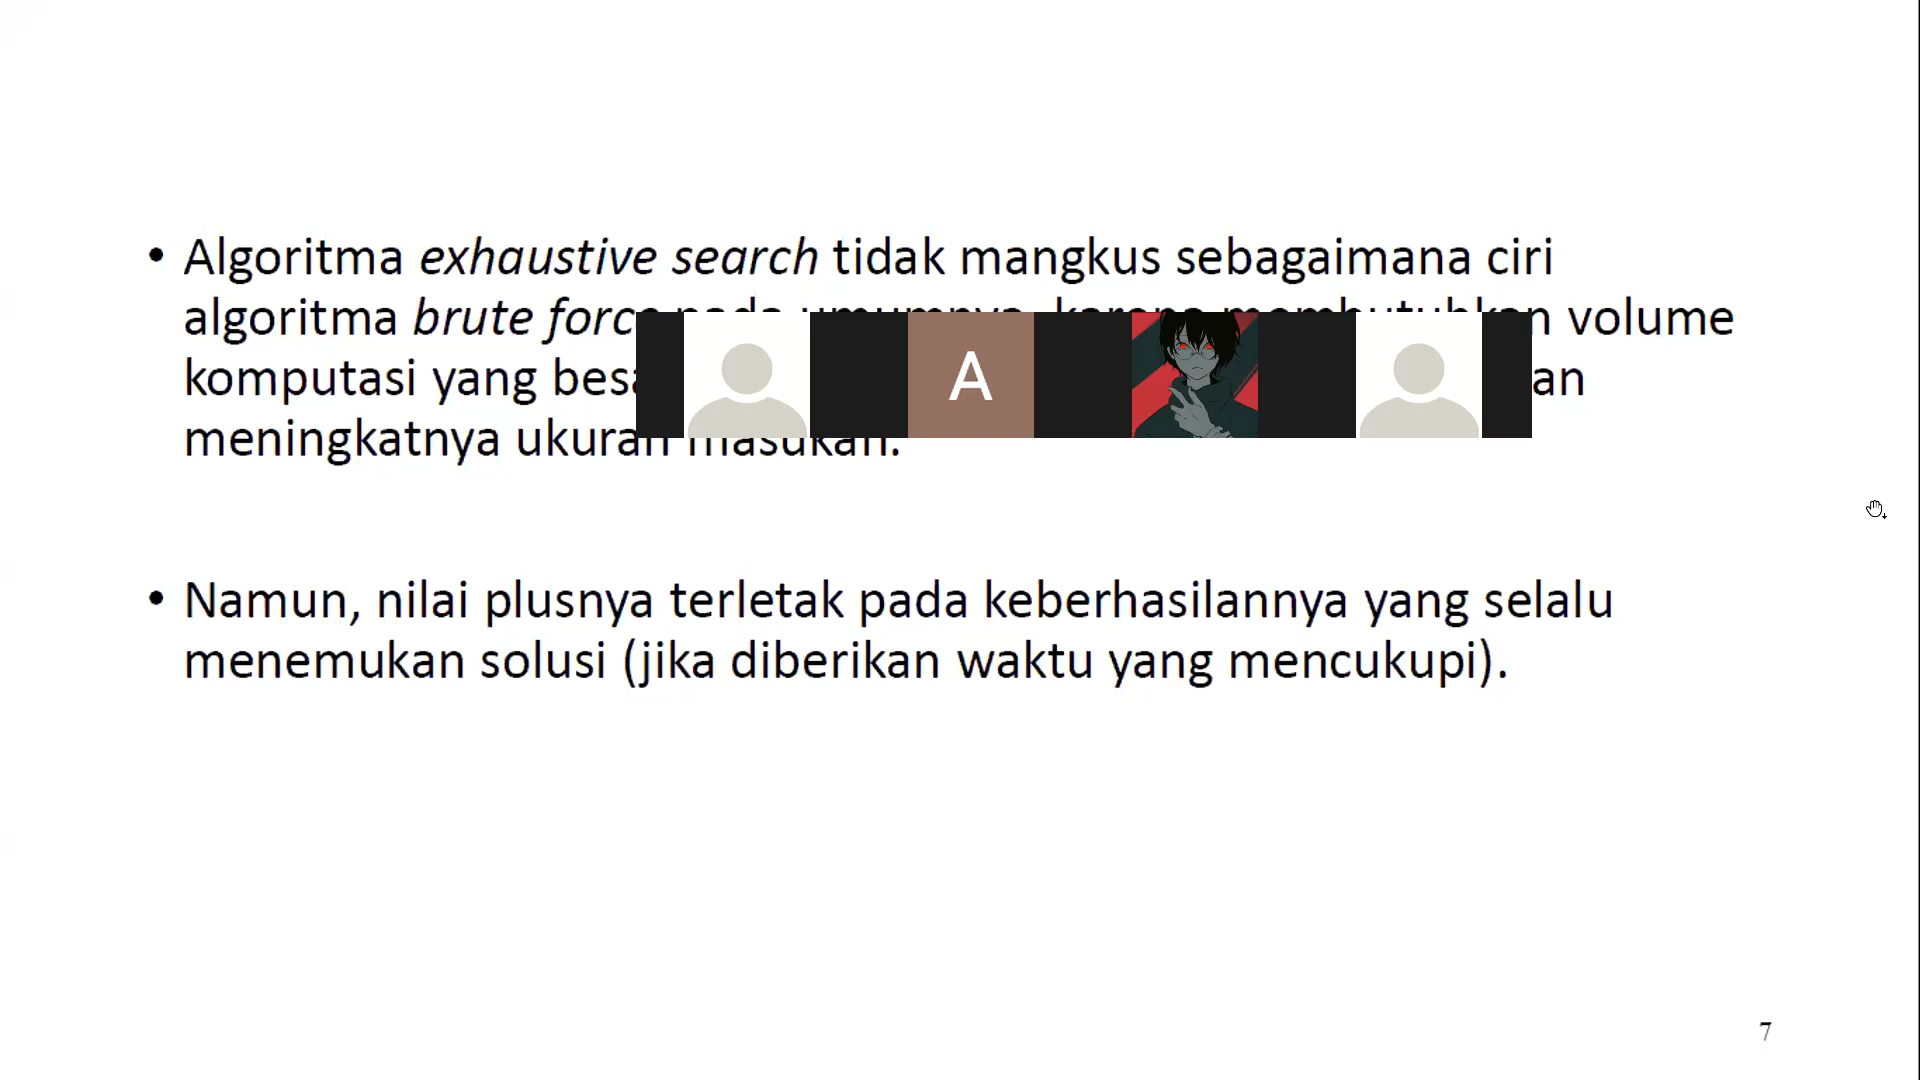 • Algoritma exhaustive search tidak mangkus sebagaimana ciri
algoritma brute force pada umumnya, karena membutuhkan volume
komputasi yang an
meningkatnya ukuran masukan.
A
• Namun, nilai plusnya terletak pada keberhasilannya yang selalu
menemukan solusi (jika diberikan waktu yang mencukupi).
7